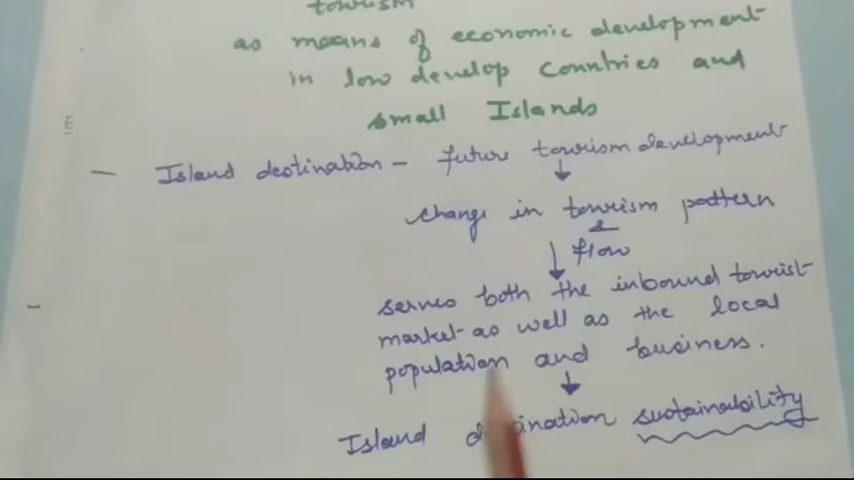 tourism
as means of economic development
in low develop countries and
small Islands
— Island destination - future tourism development
↓
change in tourism pattern
&
↓ flow
serves both the inbound tourist
- market as well as the local
population and business.
↓
Island destination sustainability